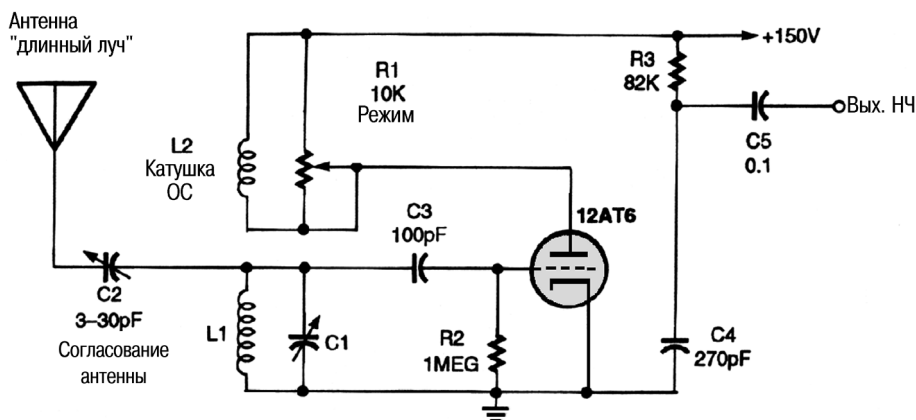 Антенна
"длинный луч"
R1
10K
Режим
L2
Катушка
ОС
R3
82K
+150V
Вых. НЧ
C5
0.1
C3
100pF
12AT6
C2
3–30pF
Согласование
антенны
L1
C1
R2
1MEG
C4
270pF